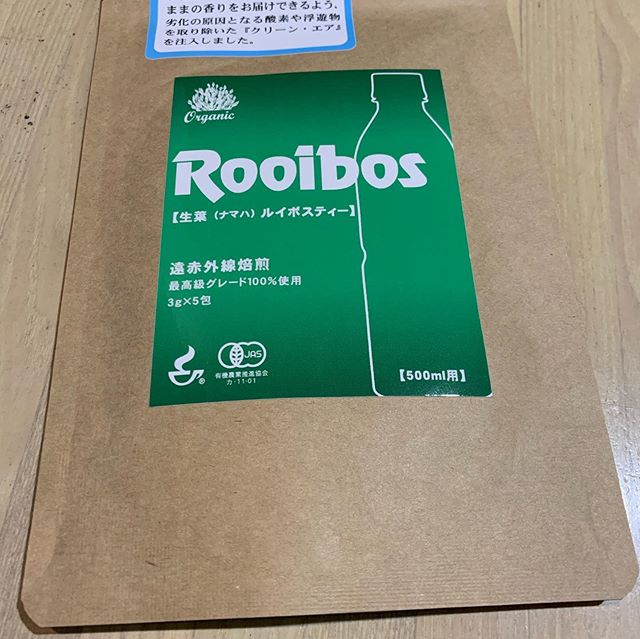 ままの香りをお届けできるよう、
劣化の原因となる酸素や浮遊物
を取り除いた『クリーン・エア』
を注入しました。
Organic
Rooibos
【生葉（ナマハ）ルイボスティー】
遠赤外線焙煎
最高級グレード100%使用
3g×5包
®
JAS
有機農業推進協会
カ・11・01
【500ml用】